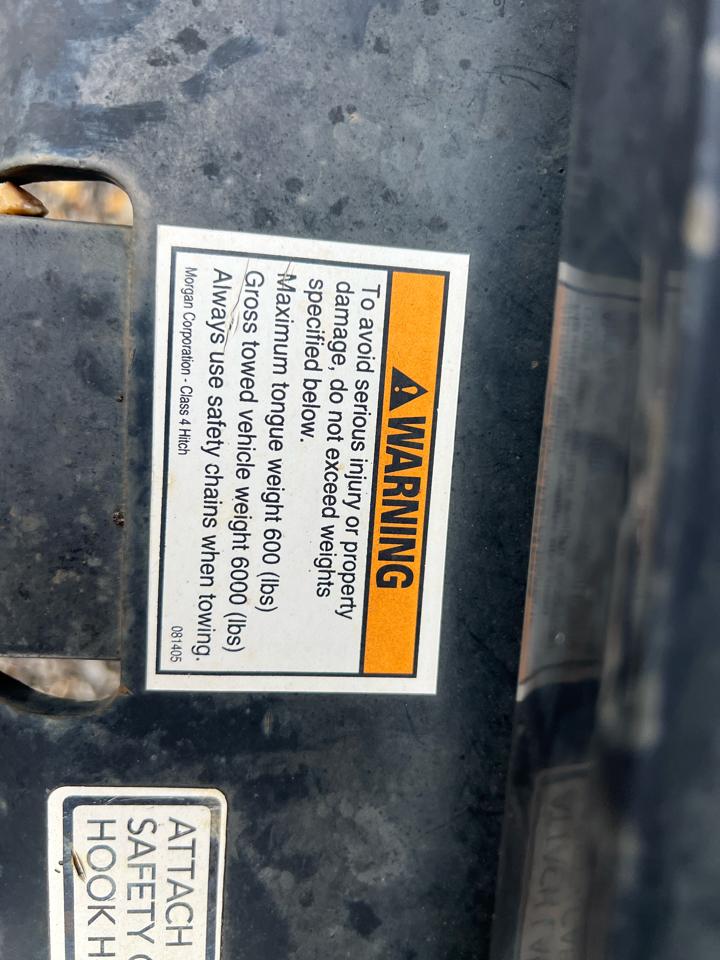 WARNING
To avoid serious injury or property
damage, do not exceed weights
specified below.
Maximum tongue weight 600 (lbs)
Gross towed vehicle weight 6000 (lbs)
Always use safety chains when towing.
Morgan Corporation - Class 4 Hitch
081405
ATTACH
SAFETY
HOOK